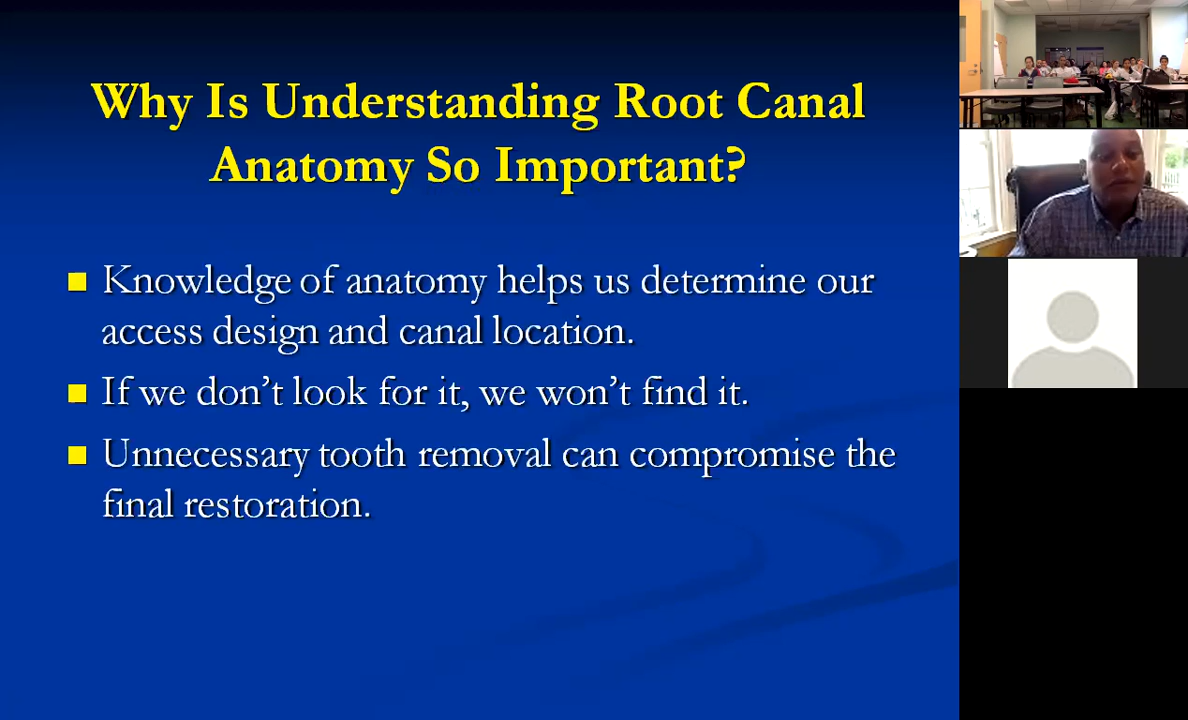 Why Is Understanding Root Canal
Anatomy So Important?
Knowledge of anatomy helps us determine our
access design and canal location.
If we don’t look for it, we won’t find it.
Unnecessary tooth removal can compromise the
final restoration.